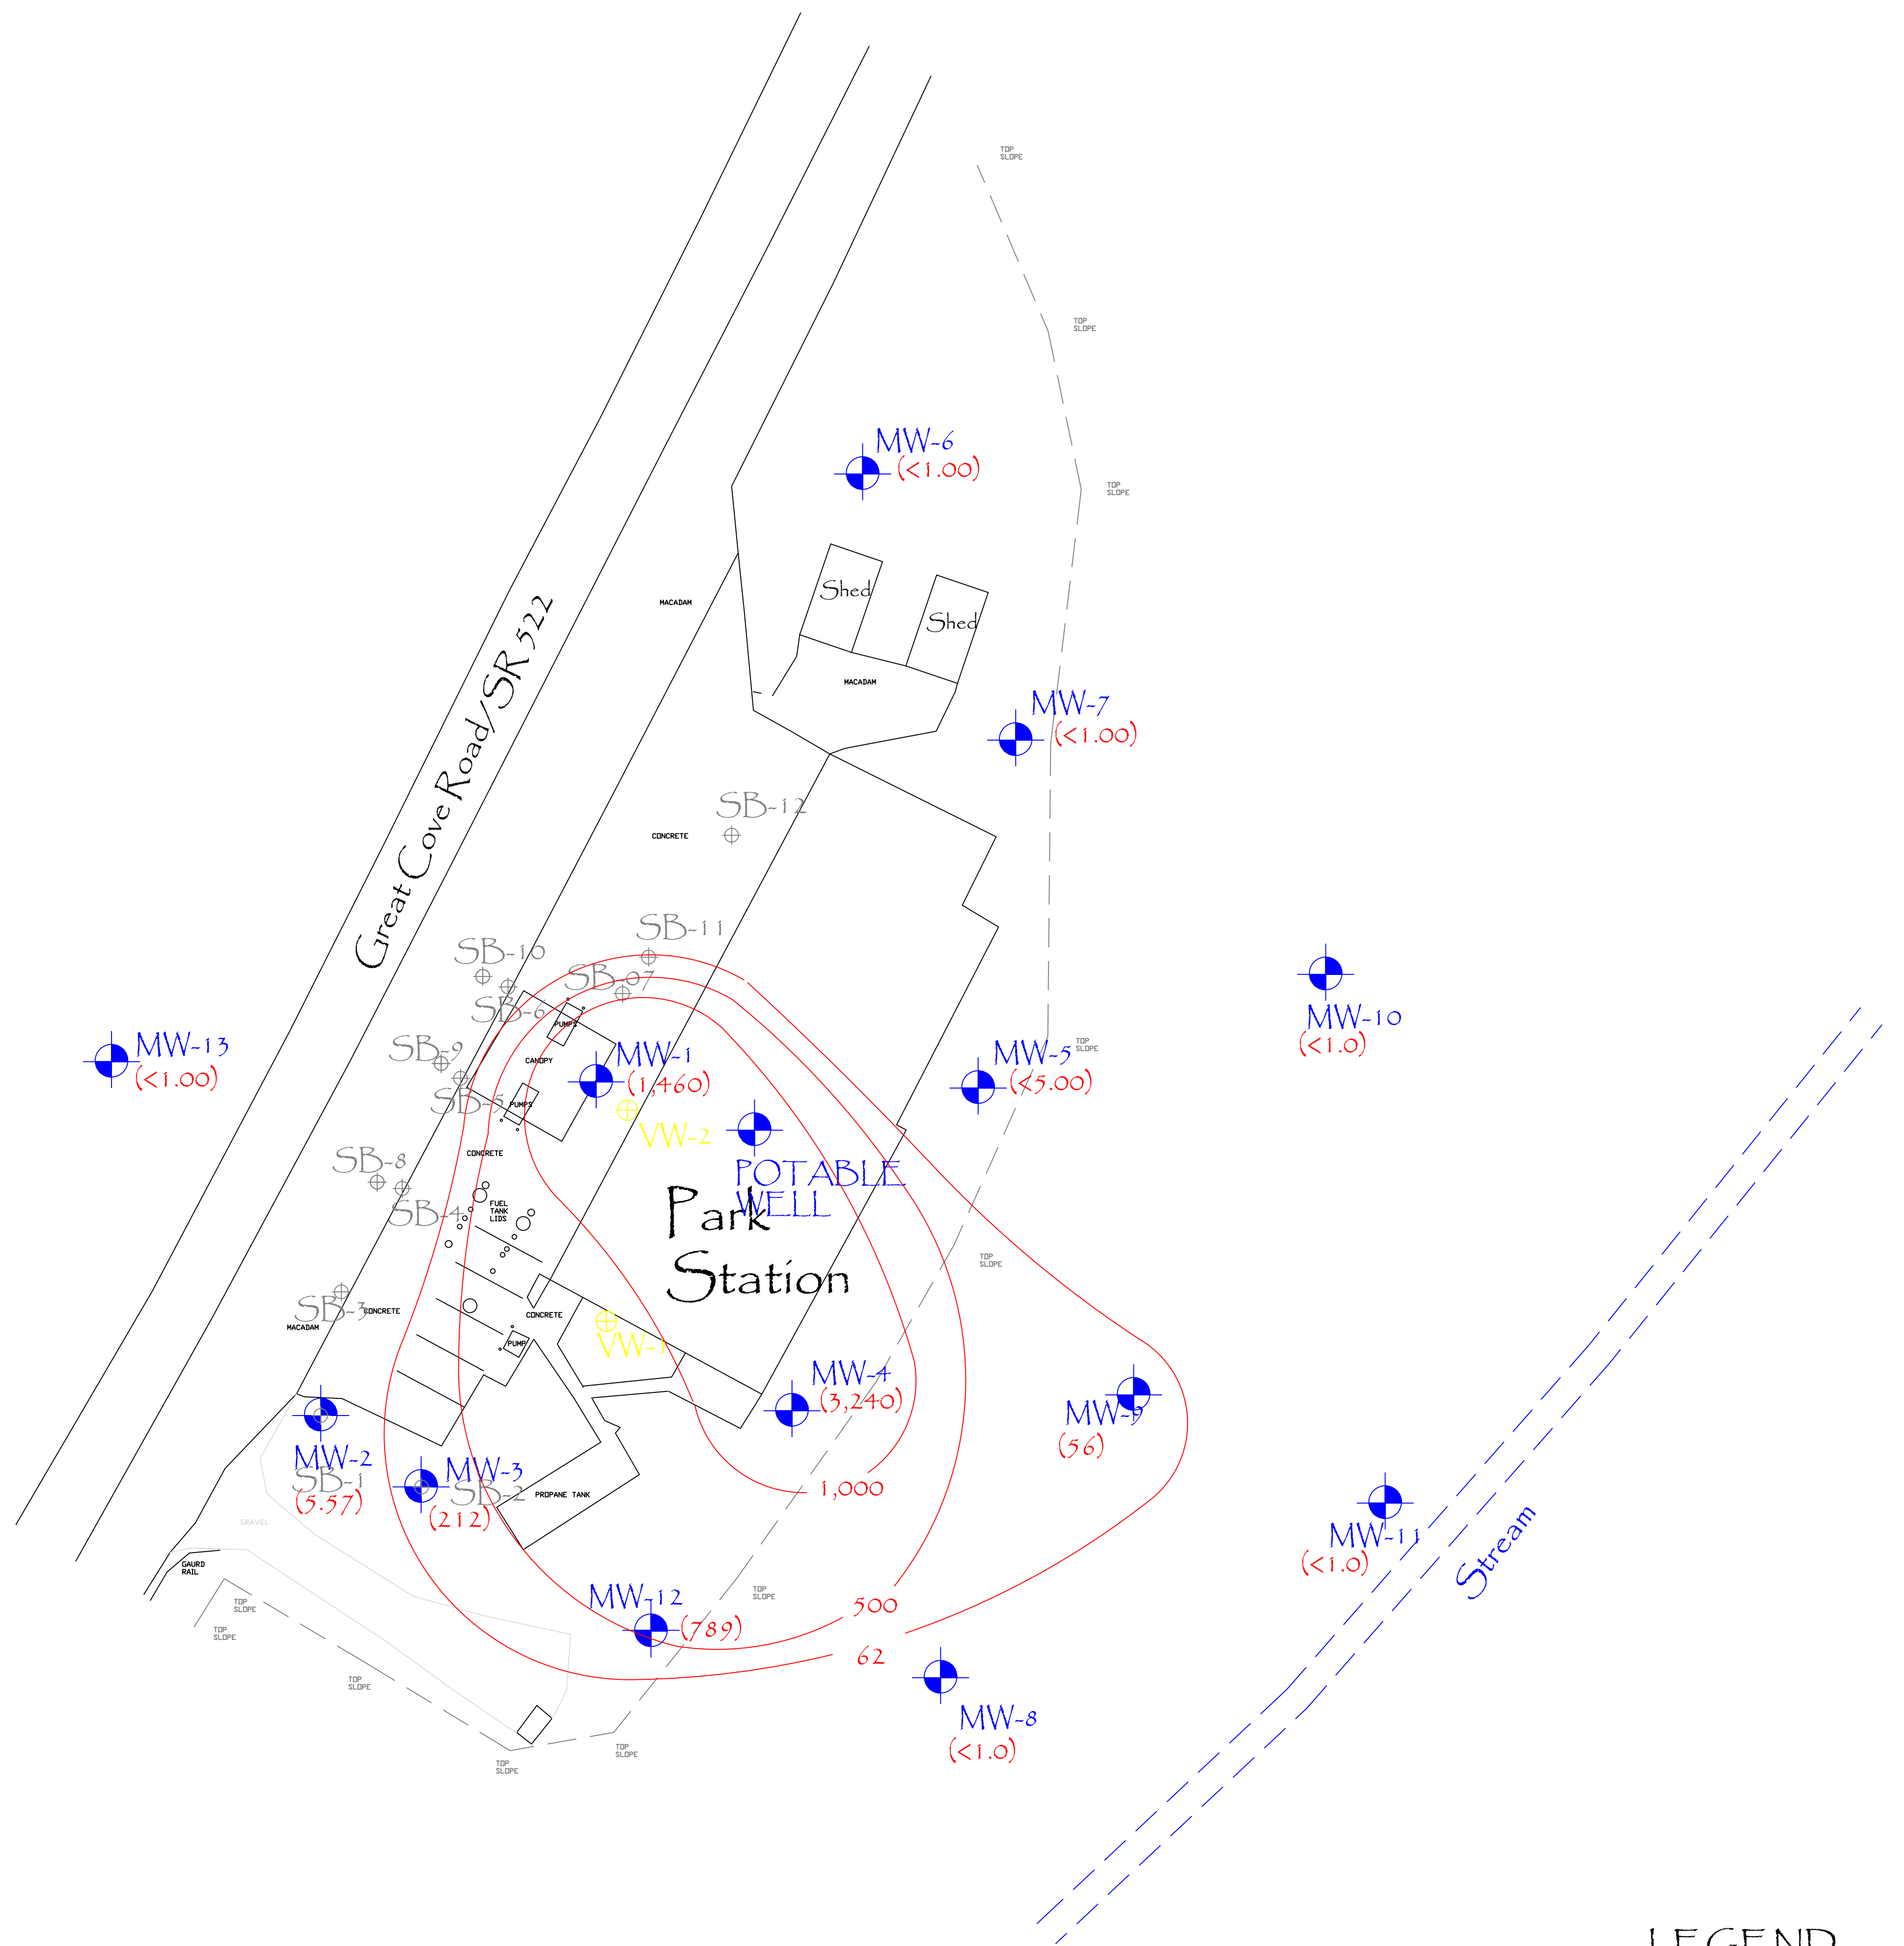 TOP
SLOPE
TOP
SLOPE
MW-6
(<1.00)
TOP
SLOPE
Shed
Shed
MACADAM
MACADAM
Great Cove Road/SR 522
MW-7
(<1.00)
SB-12
CONCRETE
SB-11
SB-10
SB-07
SB-6
PUMPS
MW-10
(<1.0)
MW-13
(<1.00)
SB-9
CANOPY
MW-1
(1,460)
MW-5
(<5.00)
TOP
SLOPE
SB-5
PUMPS
VW-2
SB-8
CONCRETE
POTABLE
WELL
SB-4
FUEL
TANK
LIDS
Park
Station
TOP
SLOPE
SB-3
CONCRETE
MACADAM
CONCRETE
PUMP
VW-1
MW-4
(3,240)
MW-9
(56)
MW-2
SB-1
(5.57)
MW-3
SB-2
(212)
PROPANE TANK
1,000
GRAVEL
MW-11
(<1.0)
Stream
GAURD
RAIL
TOP
SLOPE
MW-12
(789)
TOP
SLOPE
500
TOP
SLOPE
62
TOP
SLOPE
MW-8
(<1.0)
TOP
SLOPE
TOP
SLOPE
LEGEND